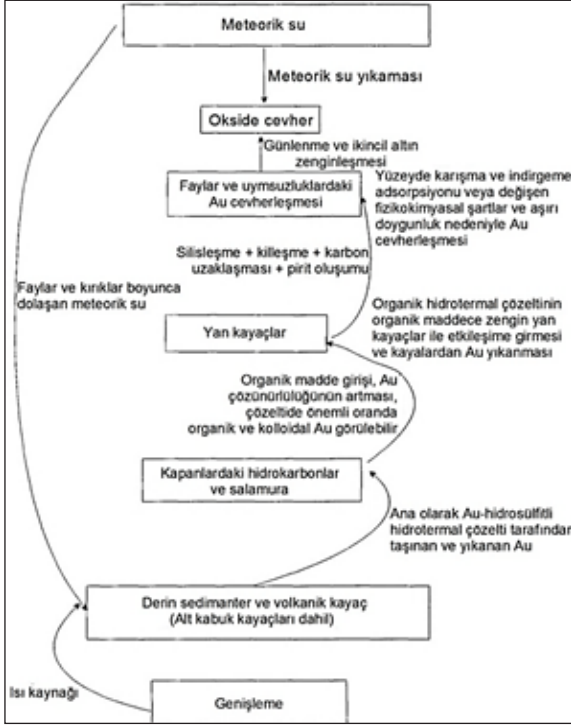 Meteorik su
Meteorik su yıkaması
Okside cevher
Günlenme ve ikincil altın
zenginleşmesi
Faylar ve uymsuzluklardaki
Au cevherleşmesi
Yüzeyde karışma ve indirgeme
adsorpsiyonu veya değişen
fizikokimyasal şartlar ve aşırı
doygunluk nedeniyle Au
cevherleşmesi
Silisleşme + killeşme + karbon
uzaklaşması + pirit oluşumu
Faylar ve kırıklar boyunca
dolaşan meteorik su
Yan kayaçlar
Organik hidrotermal çözeltinin
organik maddece zengin yan
kayaçlar ile etkileşime girmesi
ve kayalardan Au yıkanması
Organik madde girişi, Au
çözünürlülüğünün artması,
çözeltide önemli oranda
organik ve kolloidal Au görülebilir
Kapanlardaki hidrokarbonlar
ve salamura
Ana olarak Au-hidrosülfitli
hidrotermal çözelti tarafından
taşınan ve yıkanan Au
Derin sedimanter ve volkanik kayaç
(Alt kabuk kayaçları dahil)
Isı kaynağı
Genişleme